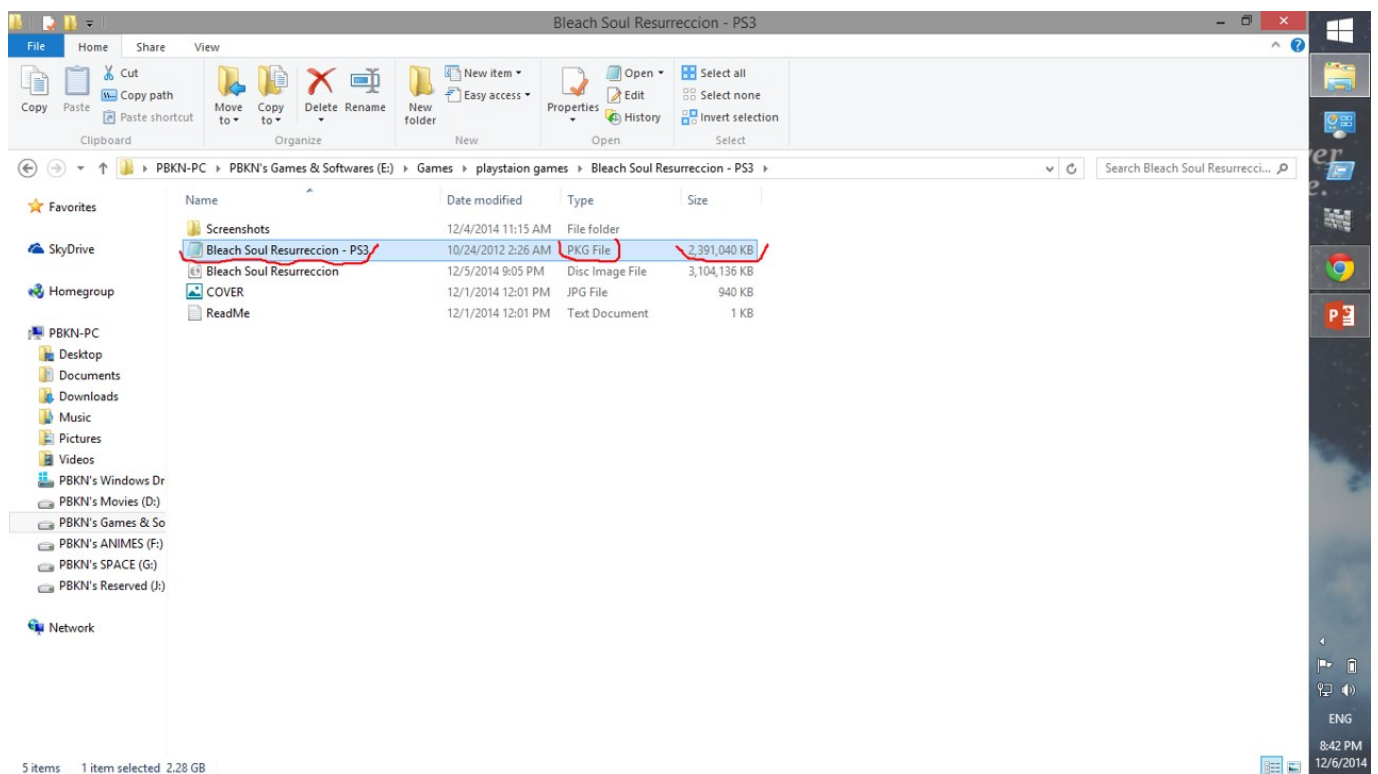 Bleach Soul Resurreccion - PS3
File Home Share View
Copy
Paste
Cut
Copy path
Paste shortcut
Clipboard
Move to
Copy to
Delete
Rename
Organize
New folder
New item
Easy access
New
Properties
Open
Edit
History
Open
Select all
Select none
Invert selection
Select
PBKN-PC PBKN's Games & Softwares (E:) Games playstaion games Bleach Soul Resurreccion - PS3
Search Bleach Soul Resurrecci...
Favorites
SkyDrive
Homegroup
PBKN-PC
Desktop
Documents
Downloads
Music
Pictures
Videos
PBKN's Windows Dr
PBKN's Movies (D:)
PBKN's Games & So
PBKN's ANIMES (F:)
PBKN's SPACE (G:)
PBKN's Reserved (J:)
Network
Name Date modified Type Size
Screenshots 12/4/2014 11:15 AM File folder
Bleach Soul Resurreccion - PS3 10/24/2012 2:26 AM PKG File 2,391,040 KB
Bleach Soul Resurreccion 12/5/2014 9:05 PM Disc Image File 3,104,136 KB
COVER 12/1/2014 12:01 PM JPG File 940 KB
ReadMe 12/1/2014 12:01 PM Text Document 1 KB
5 items 1 item selected 2.28 GB
ENG
8:42 PM
12/6/2014